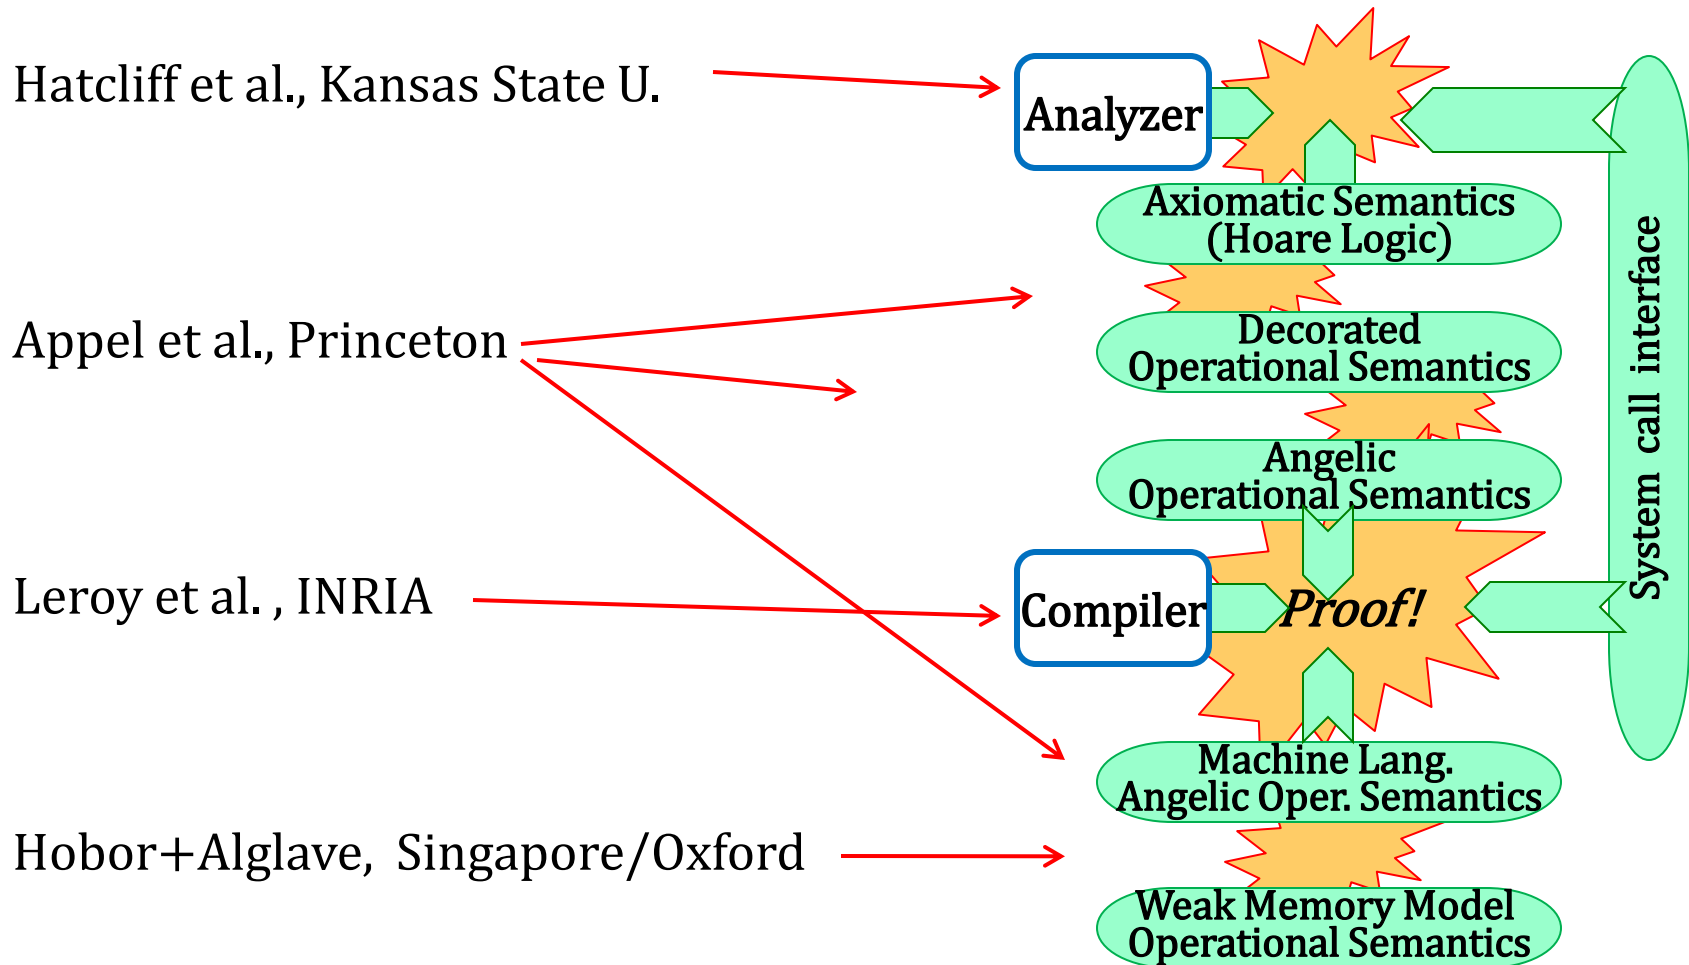 Hatcliff et al., Kansas State U.
Analyzer
Axiomatic Semantics
(Hoare Logic)
Appel et al., Princeton
Decorated
Operational Semantics
Angelic
Operational Semantics
Leroy et al. , INRIA
Compiler
Proof!
System call interface
Machine Lang.
Angelic Oper. Semantics
Hobor+Alglave, Singapore/Oxford
Weak Memory Model
Operational Semantics